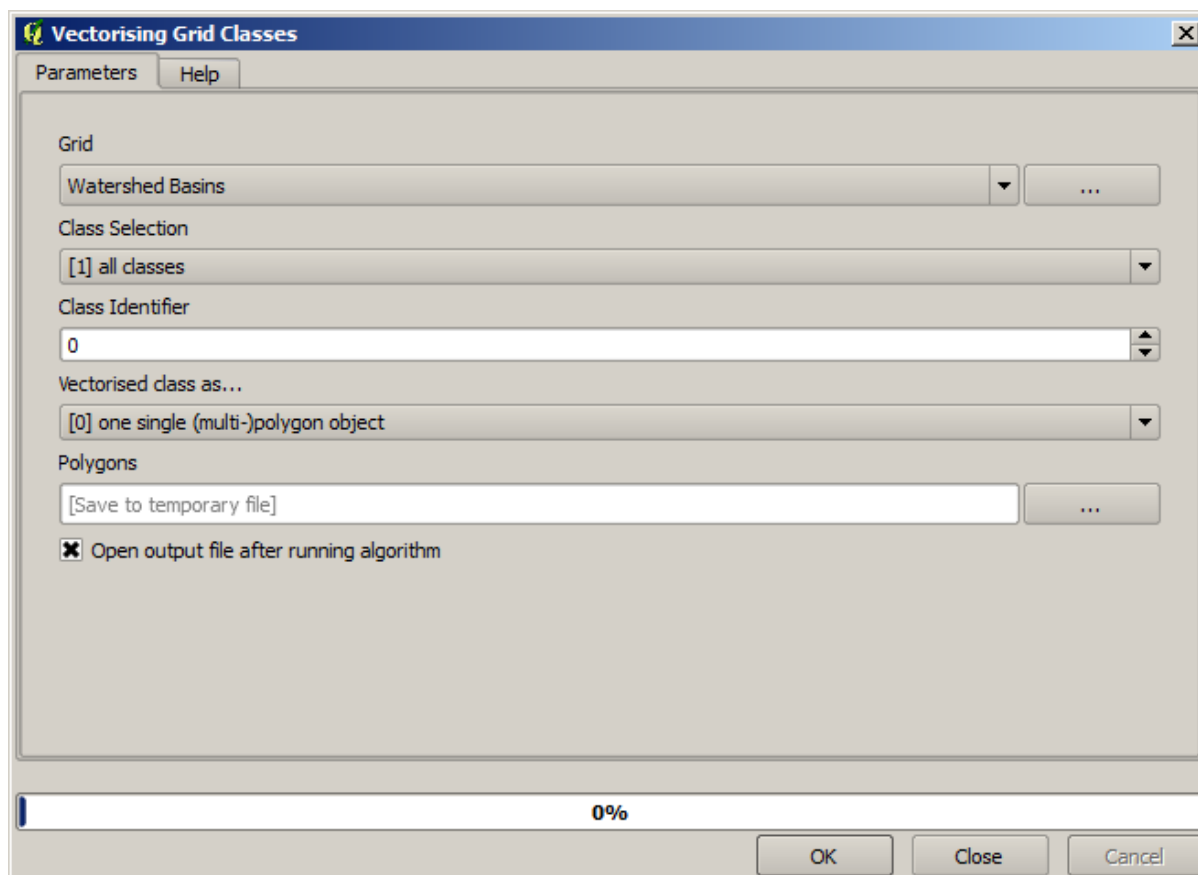 Vectorising Grid Classes
Parameters Help
Grid
Watershed Basins ...
Class Selection
[1] all classes
Class Identifier
0
Vectorised class as...
[0] one single (multi-)polygon object
Polygons
[Save to temporary file] ...
Open output file after running algorithm
0%
OK Close Cancel